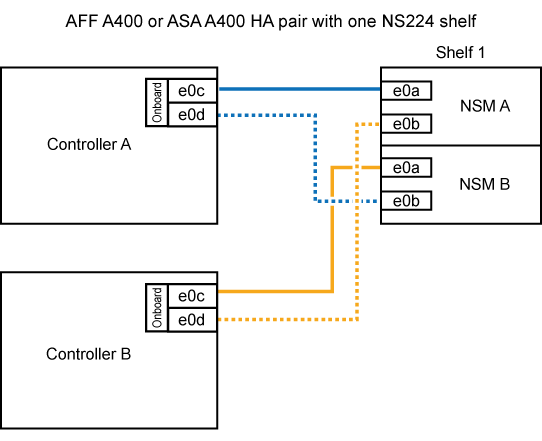 AFF A400 or ASA A400 HA pair with one NS224 shelf
Shelf 1
Controller A
Onboard
e0c
e0d
e0a
e0b
NSM A
e0a
e0b
NSM B
Controller B
Onboard
e0c
e0d